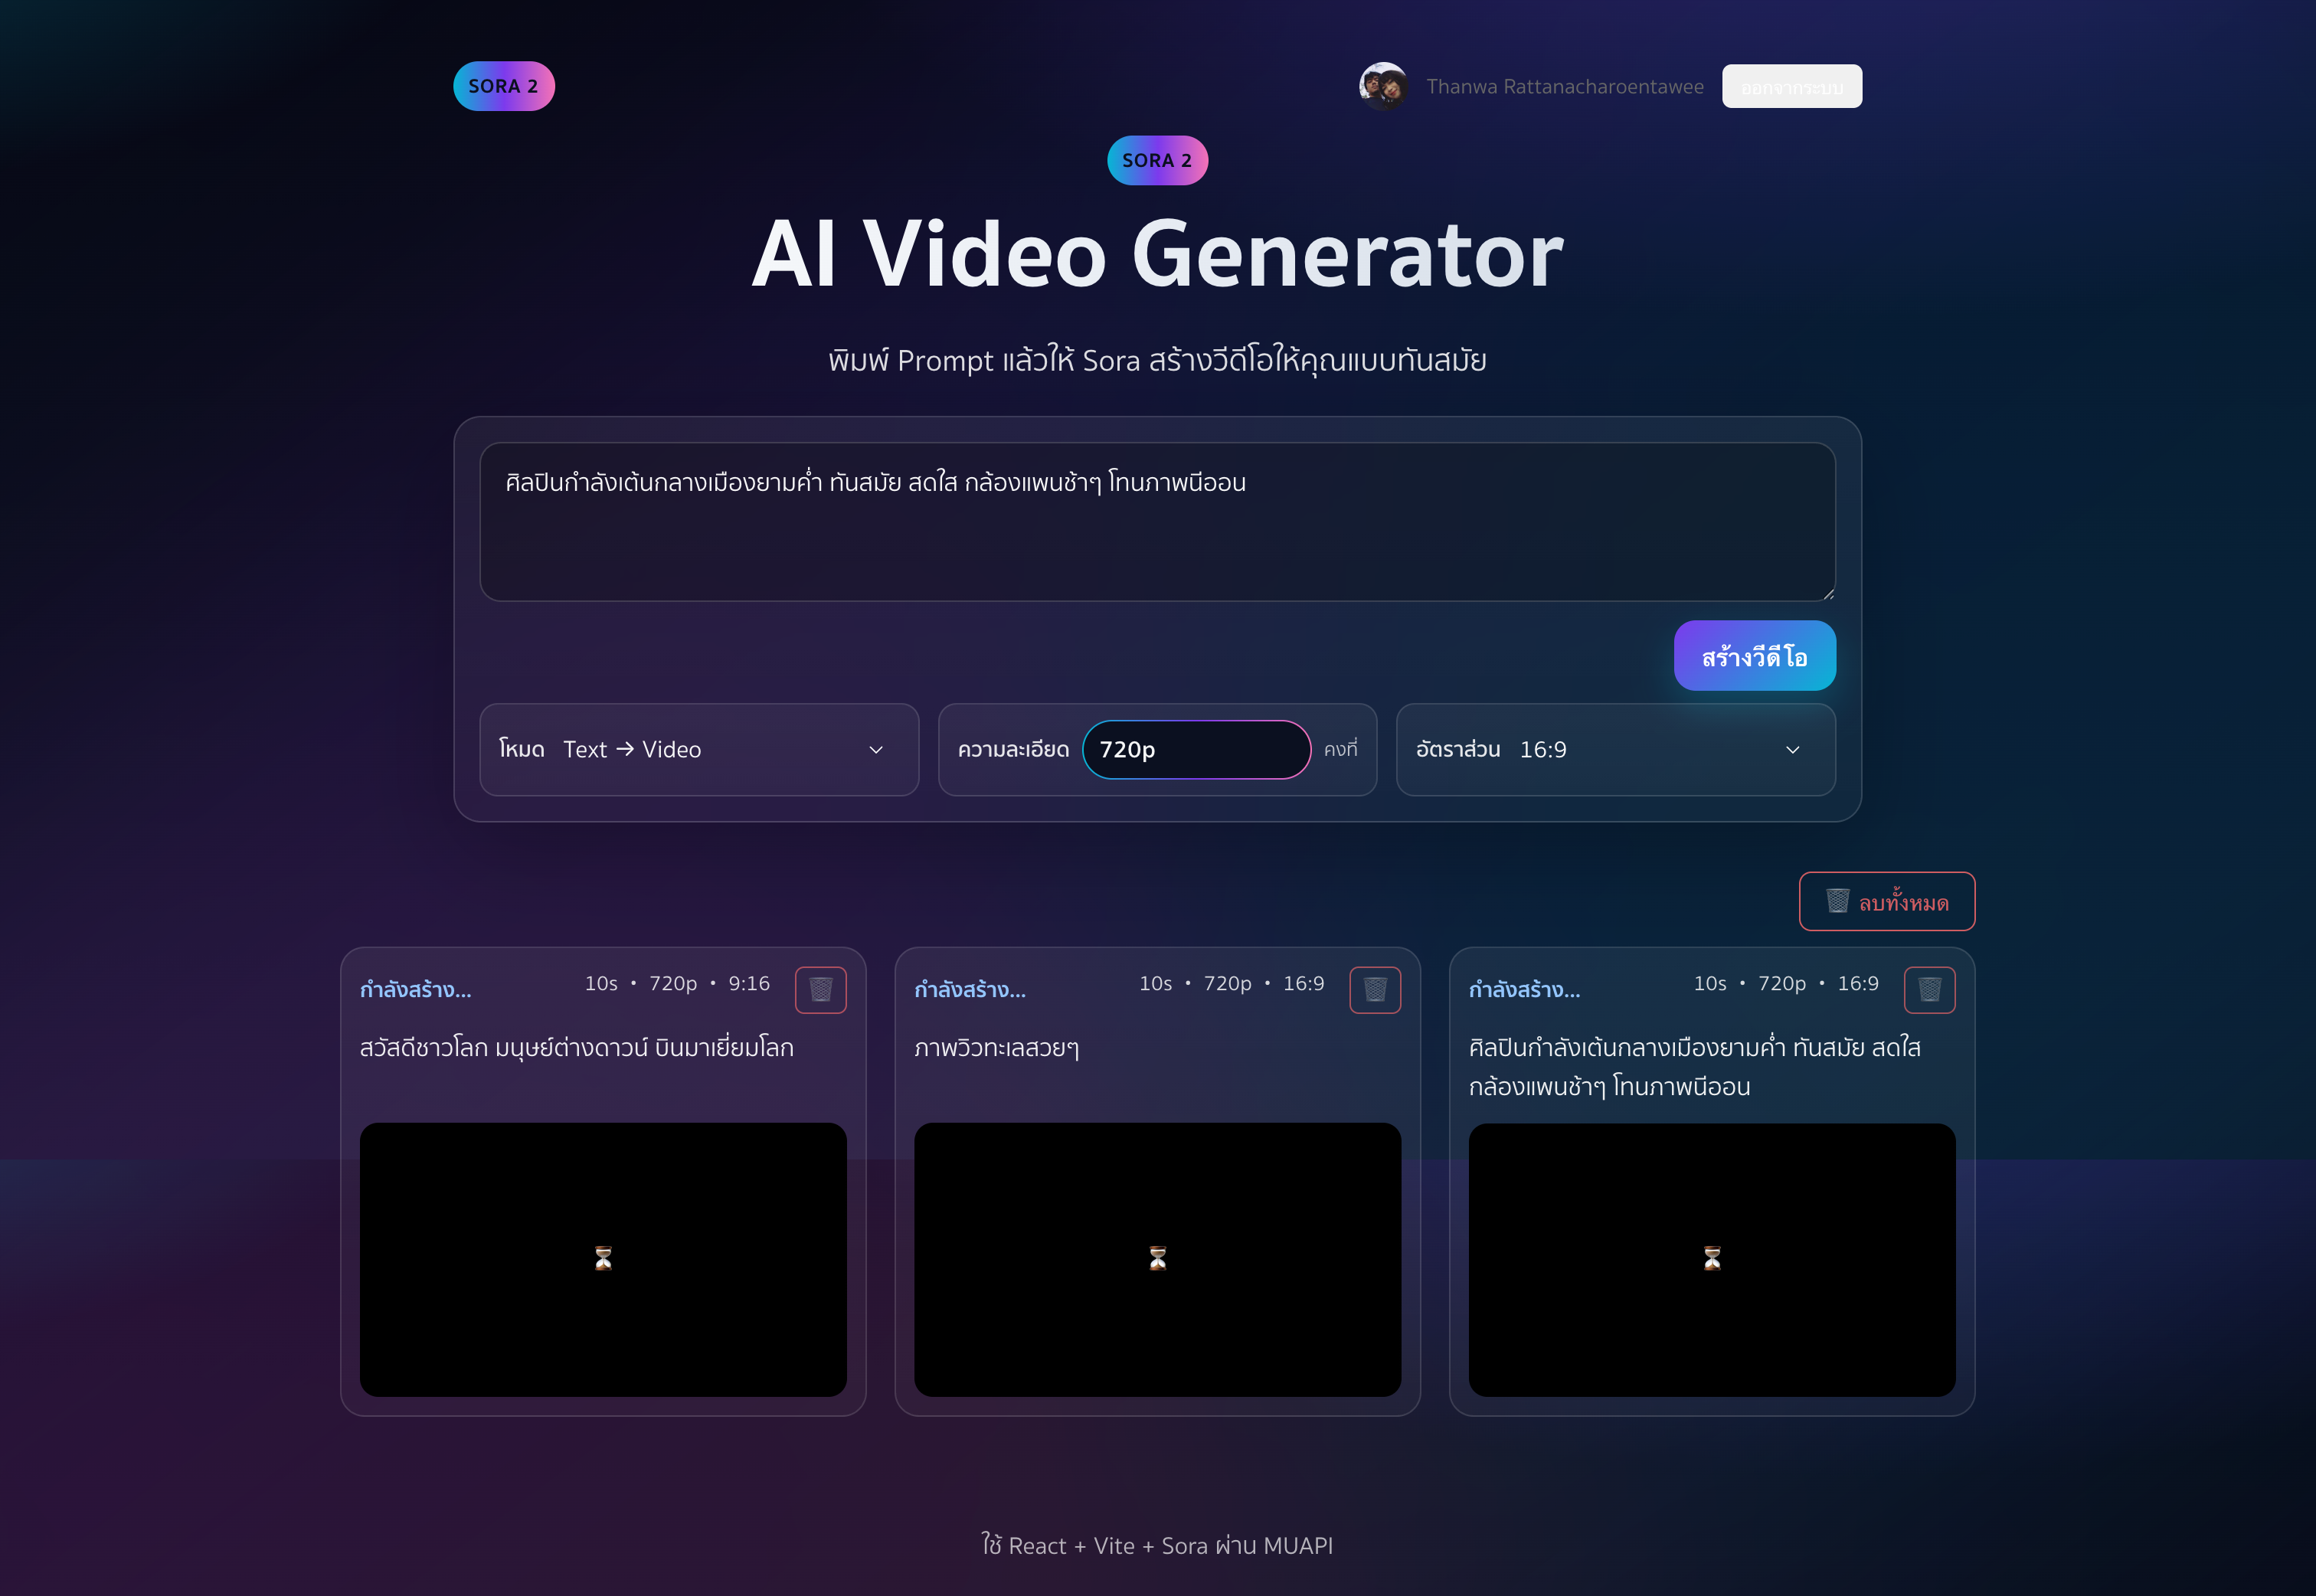 SORA 2
Thanwa Rattanacharoentawee
ออกจากระบบ
SORA 2
AI Video Generator
พิมพ์ Prompt แล้วให้ Sora สร้างวีดีโอให้คุณแบบทันสมัย
ศิลปินกำลังเต้นกลางเมืองยามค่ำ ทันสมัย สดใส กล้องแพนช้าๆ โทนภาพนีออน
สร้างวีดีโอ
โหมด Text → Video
ความละเอียด 720p คงที่
อัตราส่วน 16:9
ลบทั้งหมด
กำลังสร้าง... 10s • 720p • 9:16
สวัสดีชาวโลก มนุษย์ต่างดาวน์ บินมาเยี่ยมโลก
กำลังสร้าง... 10s • 720p • 16:9
ภาพวิวทะเลสวยๆ
กำลังสร้าง... 10s • 720p • 16:9
ศิลปินกำลังเต้นกลางเมืองยามค่ำ ทันสมัย สดใส
กล้องแพนช้าๆ โทนภาพนีออน
ใช้ React + Vite + Sora ผ่าน MUAPI